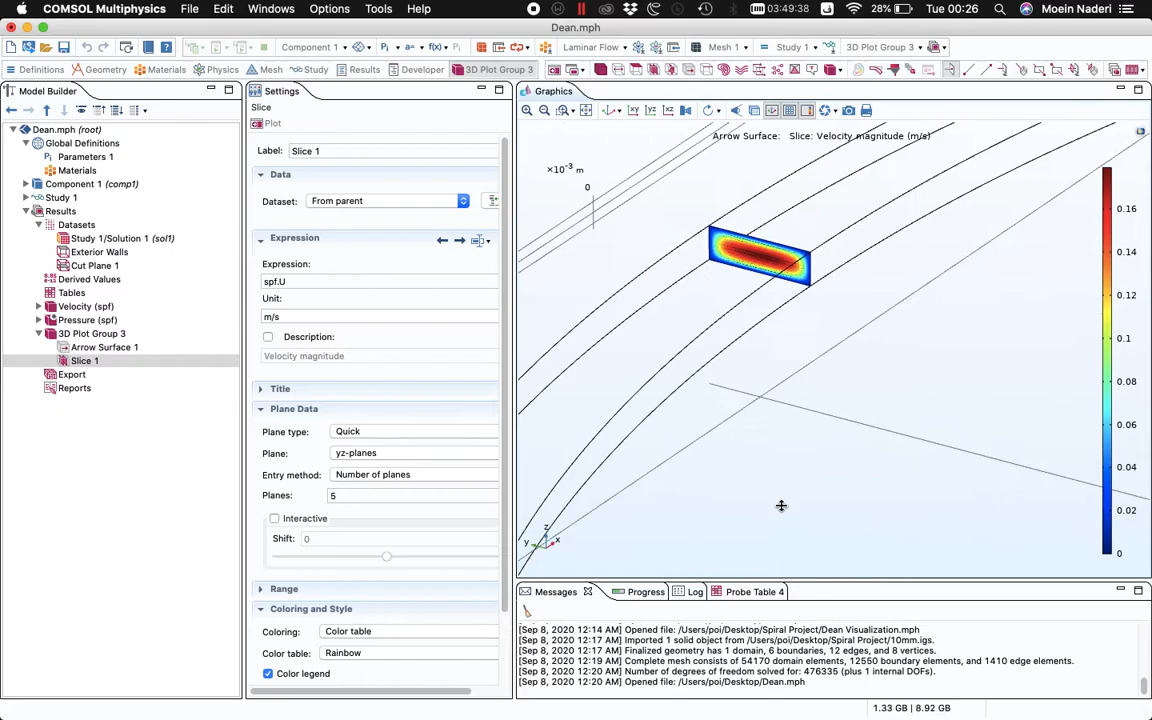 COMSOL Multiphysics File Edit Windows Options Tools Help 03:49:38 28% Tue 00:26 Moein Naderi
Dean.mph
Component 1 Pi a= f(x) Laminar Flow Mesh 1 = Study 1 3D Plot Group 3
Definitions Geometry Materials Physics Mesh Study Results Developer 3D Plot Group 3
Model Builder
Dean.mph (root)
Global Definitions
Pi Parameters 1
Materials
Component 1 (comp1)
Study 1
Results
Datasets
Study 1/Solution 1 (sol1)
Exterior Walls
Cut Plane 1
8.85 e-12 Derived Values
Tables
Velocity (spf)
Pressure (spf)
3D Plot Group 3
Arrow Surface 1
Slice 1
Export
Reports
Settings
Slice
Plot
Label: Slice 1
Data
Dataset: From parent
Expression
Expression:
spf.U
Unit:
m/s
Description:
Velocity magnitude
Title
Plane Data
Plane type: Quick
Plane: yz-planes
Entry method: Number of planes
Planes: 5
Interactive
Shift: 0
Range
Coloring and Style
Coloring: Color table
Color table: Rainbow
Color legend
Graphics
xy yz xz
Arrow Surface: Slice: Velocity magnitude (m/s)
×10⁻³ m
0
0.16
0.14
0.12
0.1
0.08
0.06
0.04
0.02
0
z
y x
Messages Progress Log Probe Table 4
[Sep 8, 2020 12:14 AM] Opened file: /Users/poi/Desktop/Spiral Project/Dean Visualization.mph
[Sep 8, 2020 12:17 AM] Imported 1 solid object from /Users/poi/Desktop/Spiral Project/10mm.igs.
[Sep 8, 2020 12:17 AM] Finalized geometry has 1 domain, 6 boundaries, 12 edges, and 8 vertices.
[Sep 8, 2020 12:19 AM] Complete mesh consists of 54170 domain elements, 12550 boundary elements, and 1410 edge elements.
[Sep 8, 2020 12:20 AM] Number of degrees of freedom solved for: 476335 (plus 1 internal DOFs).
[Sep 8, 2020 12:20 AM] Opened file: /Users/poi/Desktop/Dean.mph
1.33 GB | 8.92 GB